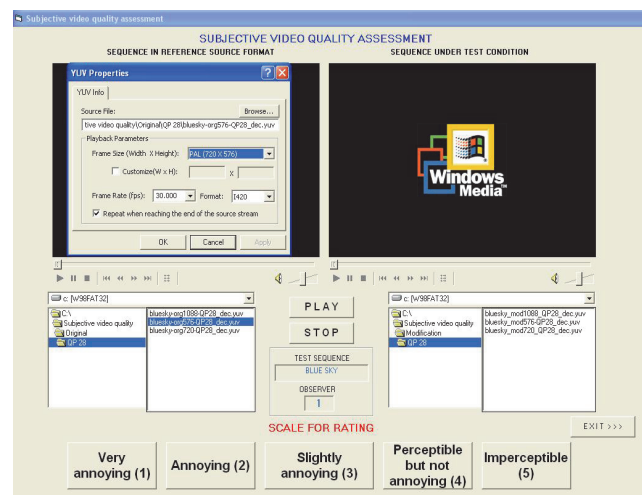 Subjective video quality assessment
SUBJECTIVE VIDEO QUALITY ASSESSMENT
SEQUENCE IN REFERENCE SOURCE FORMAT
SEQUENCE UNDER TEST CONDITION
YUV Properties
YUV Info
Source File:
Browse...
tive video quality\Original\QP 28\bluesky-org576-QP28_dec.yuv
Playback Parameters
Frame Size (Width X Height): PAL (720 X 576)
Customize(W x H): X
Frame Rate (fps): 30.000 Format: I420
Repeat when reaching the end of the source stream
OK Cancel Apply
Windows
Media™
c: [W98FAT32]
C:\
Subjective video quality
Original
QP 28
bluesky-org1088-QP28_dec.yuv
bluesky-org576-QP28_dec.yuv
bluesky-org720-QP28_dec.yuv
PLAY
STOP
TEST SEQUENCE
BLUE SKY
OBSERVER
1
c: [W98FAT32]
C:\
Subjective video quality
Modification
QP 28
bluesky_mod1088_QP28_dec.yuv
bluesky_mod576-QP28_dec.yuv
bluesky_mod720_QP28_dec.yuv
SCALE FOR RATING
EXIT >>>
Very
annoying (1)
Annoying (2)
Slightly
annoying (3)
Perceptible
but not
annoying (4)
Imperceptible
(5)